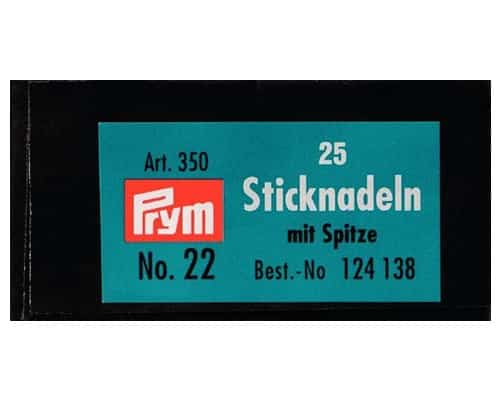 Art. 350
Prym
No. 22
25
Sticknadeln
mit Spitze
Best.-No 124 138